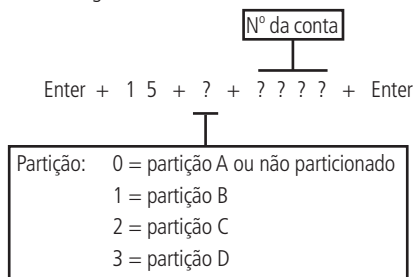 Nº da conta
Enter + 1 5 + ? + ? ? ? ? + Enter
Partição: 0 = partição A ou não particionado
1 = partição B
2 = partição C
3 = partição D